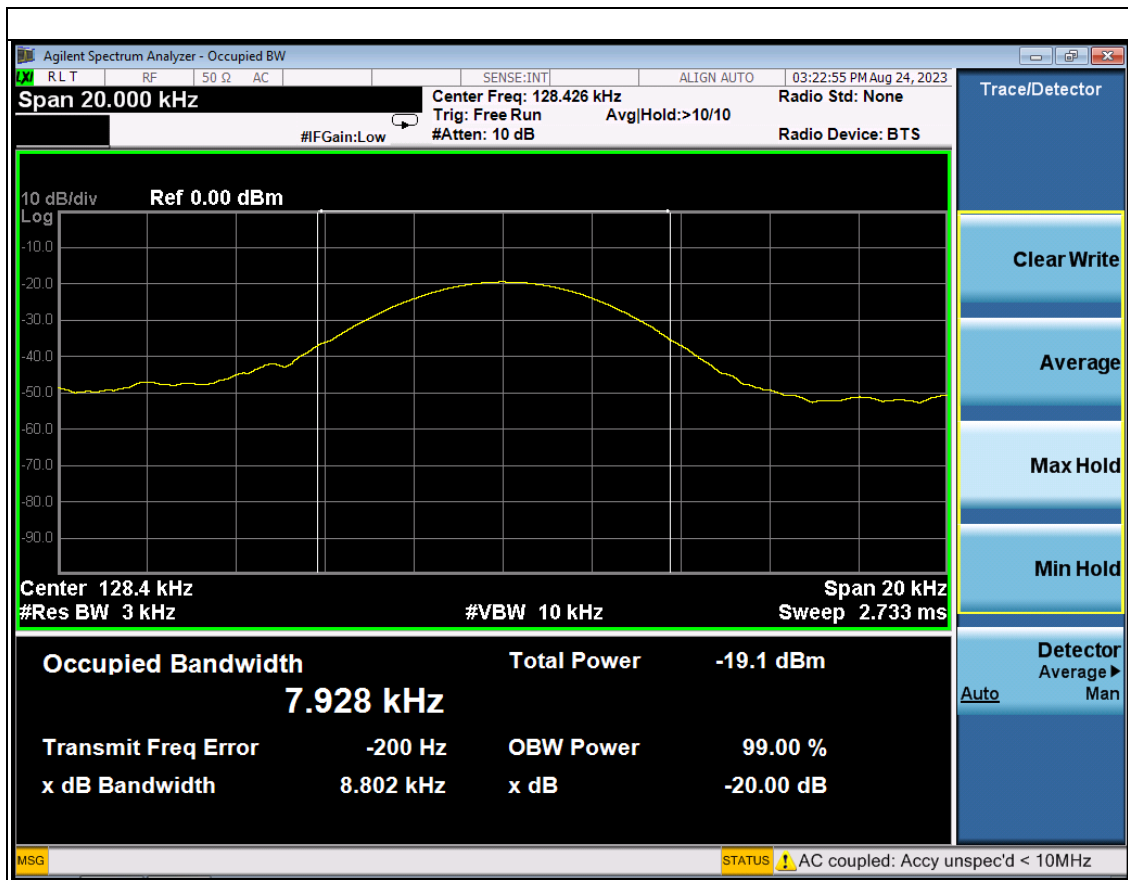 Agilent Spectrum Analyzer - Occupied BW
LXI RLT RF 50 Ω AC SENSE:INT ALIGN AUTO 03:22:55 PM Aug 24, 2023
Span 20.000 kHz
Center Freq: 128.426 kHz Radio Std: None
Trig: Free Run Avg|Hold:>10/10
#IFGain:Low #Atten: 10 dB Radio Device: BTS
10 dB/div Ref 0.00 dBm
Log
-10.0
-20.0
-30.0
-40.0
-50.0
-60.0
-70.0
-80.0
-90.0
Center 128.4 kHz Span 20 kHz
#Res BW 3 kHz #VBW 10 kHz Sweep 2.733 ms
Occupied Bandwidth Total Power -19.1 dBm
7.928 kHz
Transmit Freq Error -200 Hz OBW Power 99.00 %
x dB Bandwidth 8.802 kHz x dB -20.00 dB
Trace/Detector
Clear Write
Average
Max Hold
Min Hold
Detector
Average
Auto Man
MSG STATUS AC coupled: Accy unspec'd < 10MHz